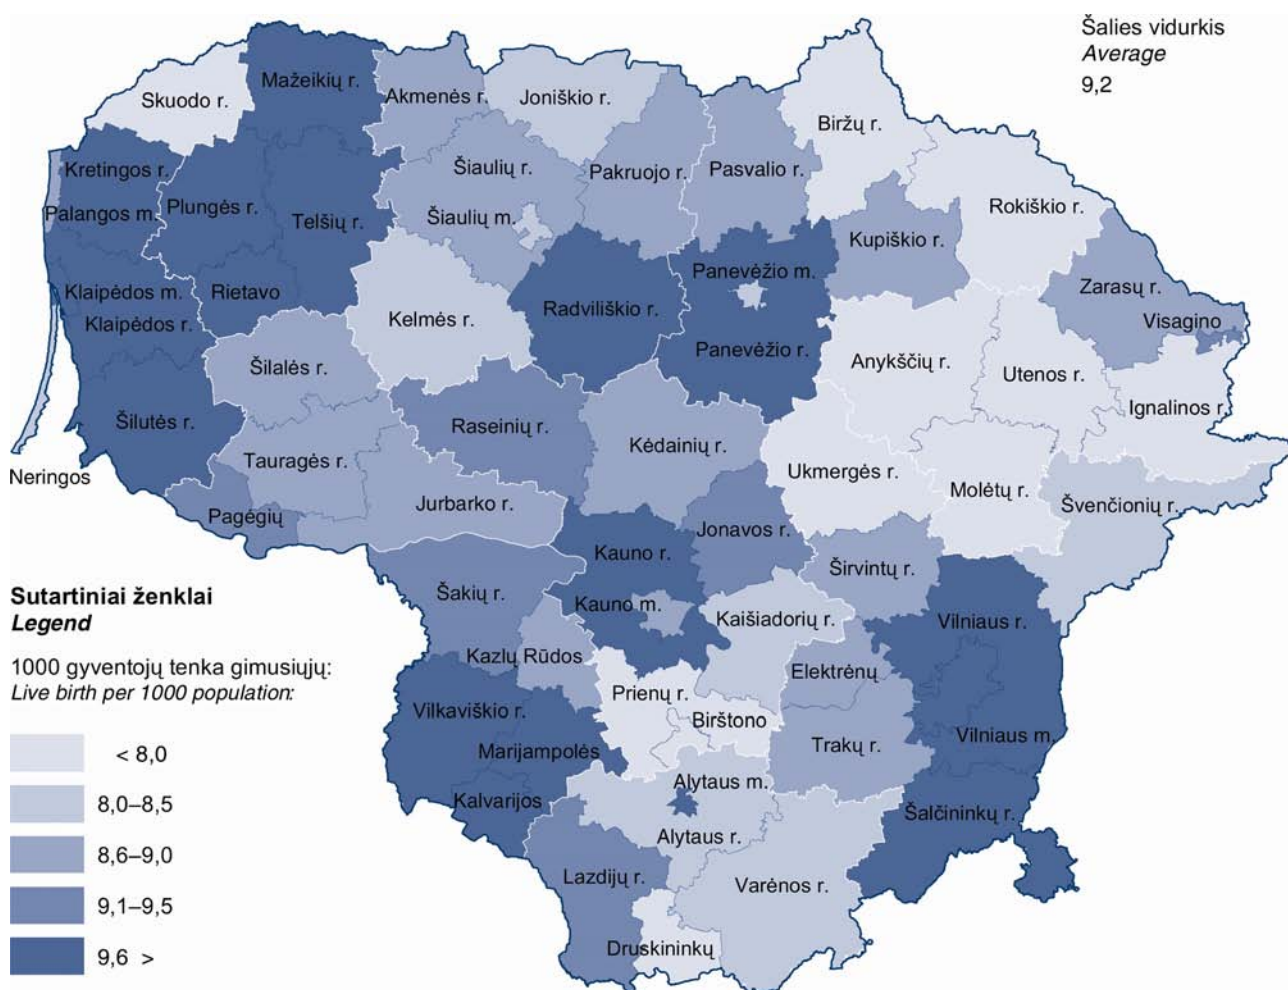 Šalies vidurkis
Average
9,2
Mažeikių r.
Skuodo r.
Akmenės r.
Joniškio r.
Biržų r.
Kretingos r.
Šiaulių r.
Pakruojo r.
Pasvalio r.
Palangos m.
Plungės r.
Telšių r.
Šiaulių m.
Rokiškio r.
Kupiškio r.
Panevėžio m.
Klaipėdos m.
Rietavo
Zarasų r.
Klaipėdos r.
Kelmės r.
Radviliškio r.
Visagino
Panevėžio r.
Anykščių r.
Šilalės r.
Utenos r.
Ignalinos r.
Šilutės r.
Raseinių r.
Kėdainių r.
Tauragės r.
Neringos
Ukmergės r.
Molėtų r.
Švenčionių r.
Jurbarko r.
Pagėgių
Jonavos r.
Kauno r.
Širvintų r.
Šakių r.
Kauno m.
Kaišiadorių r.
Vilniaus r.
Kazlų Rūdos
Elektrėnų
Prienų r.
Vilkaviškio r.
Birštono
Marijampolės
Trakų r.
Vilniaus m.
Alytaus m.
Kalvarijos
Šalčininkų r.
Alytaus r.
Lazdijų r.
Varėnos r.
Druskininkų
Sutartiniai ženklai
Legend
1000 gyventojų tenka gimusiųjų:
Live birth per 1000 population:
< 8,0
8,0–8,5
8,6–9,0
9,1–9,5
9,6 >